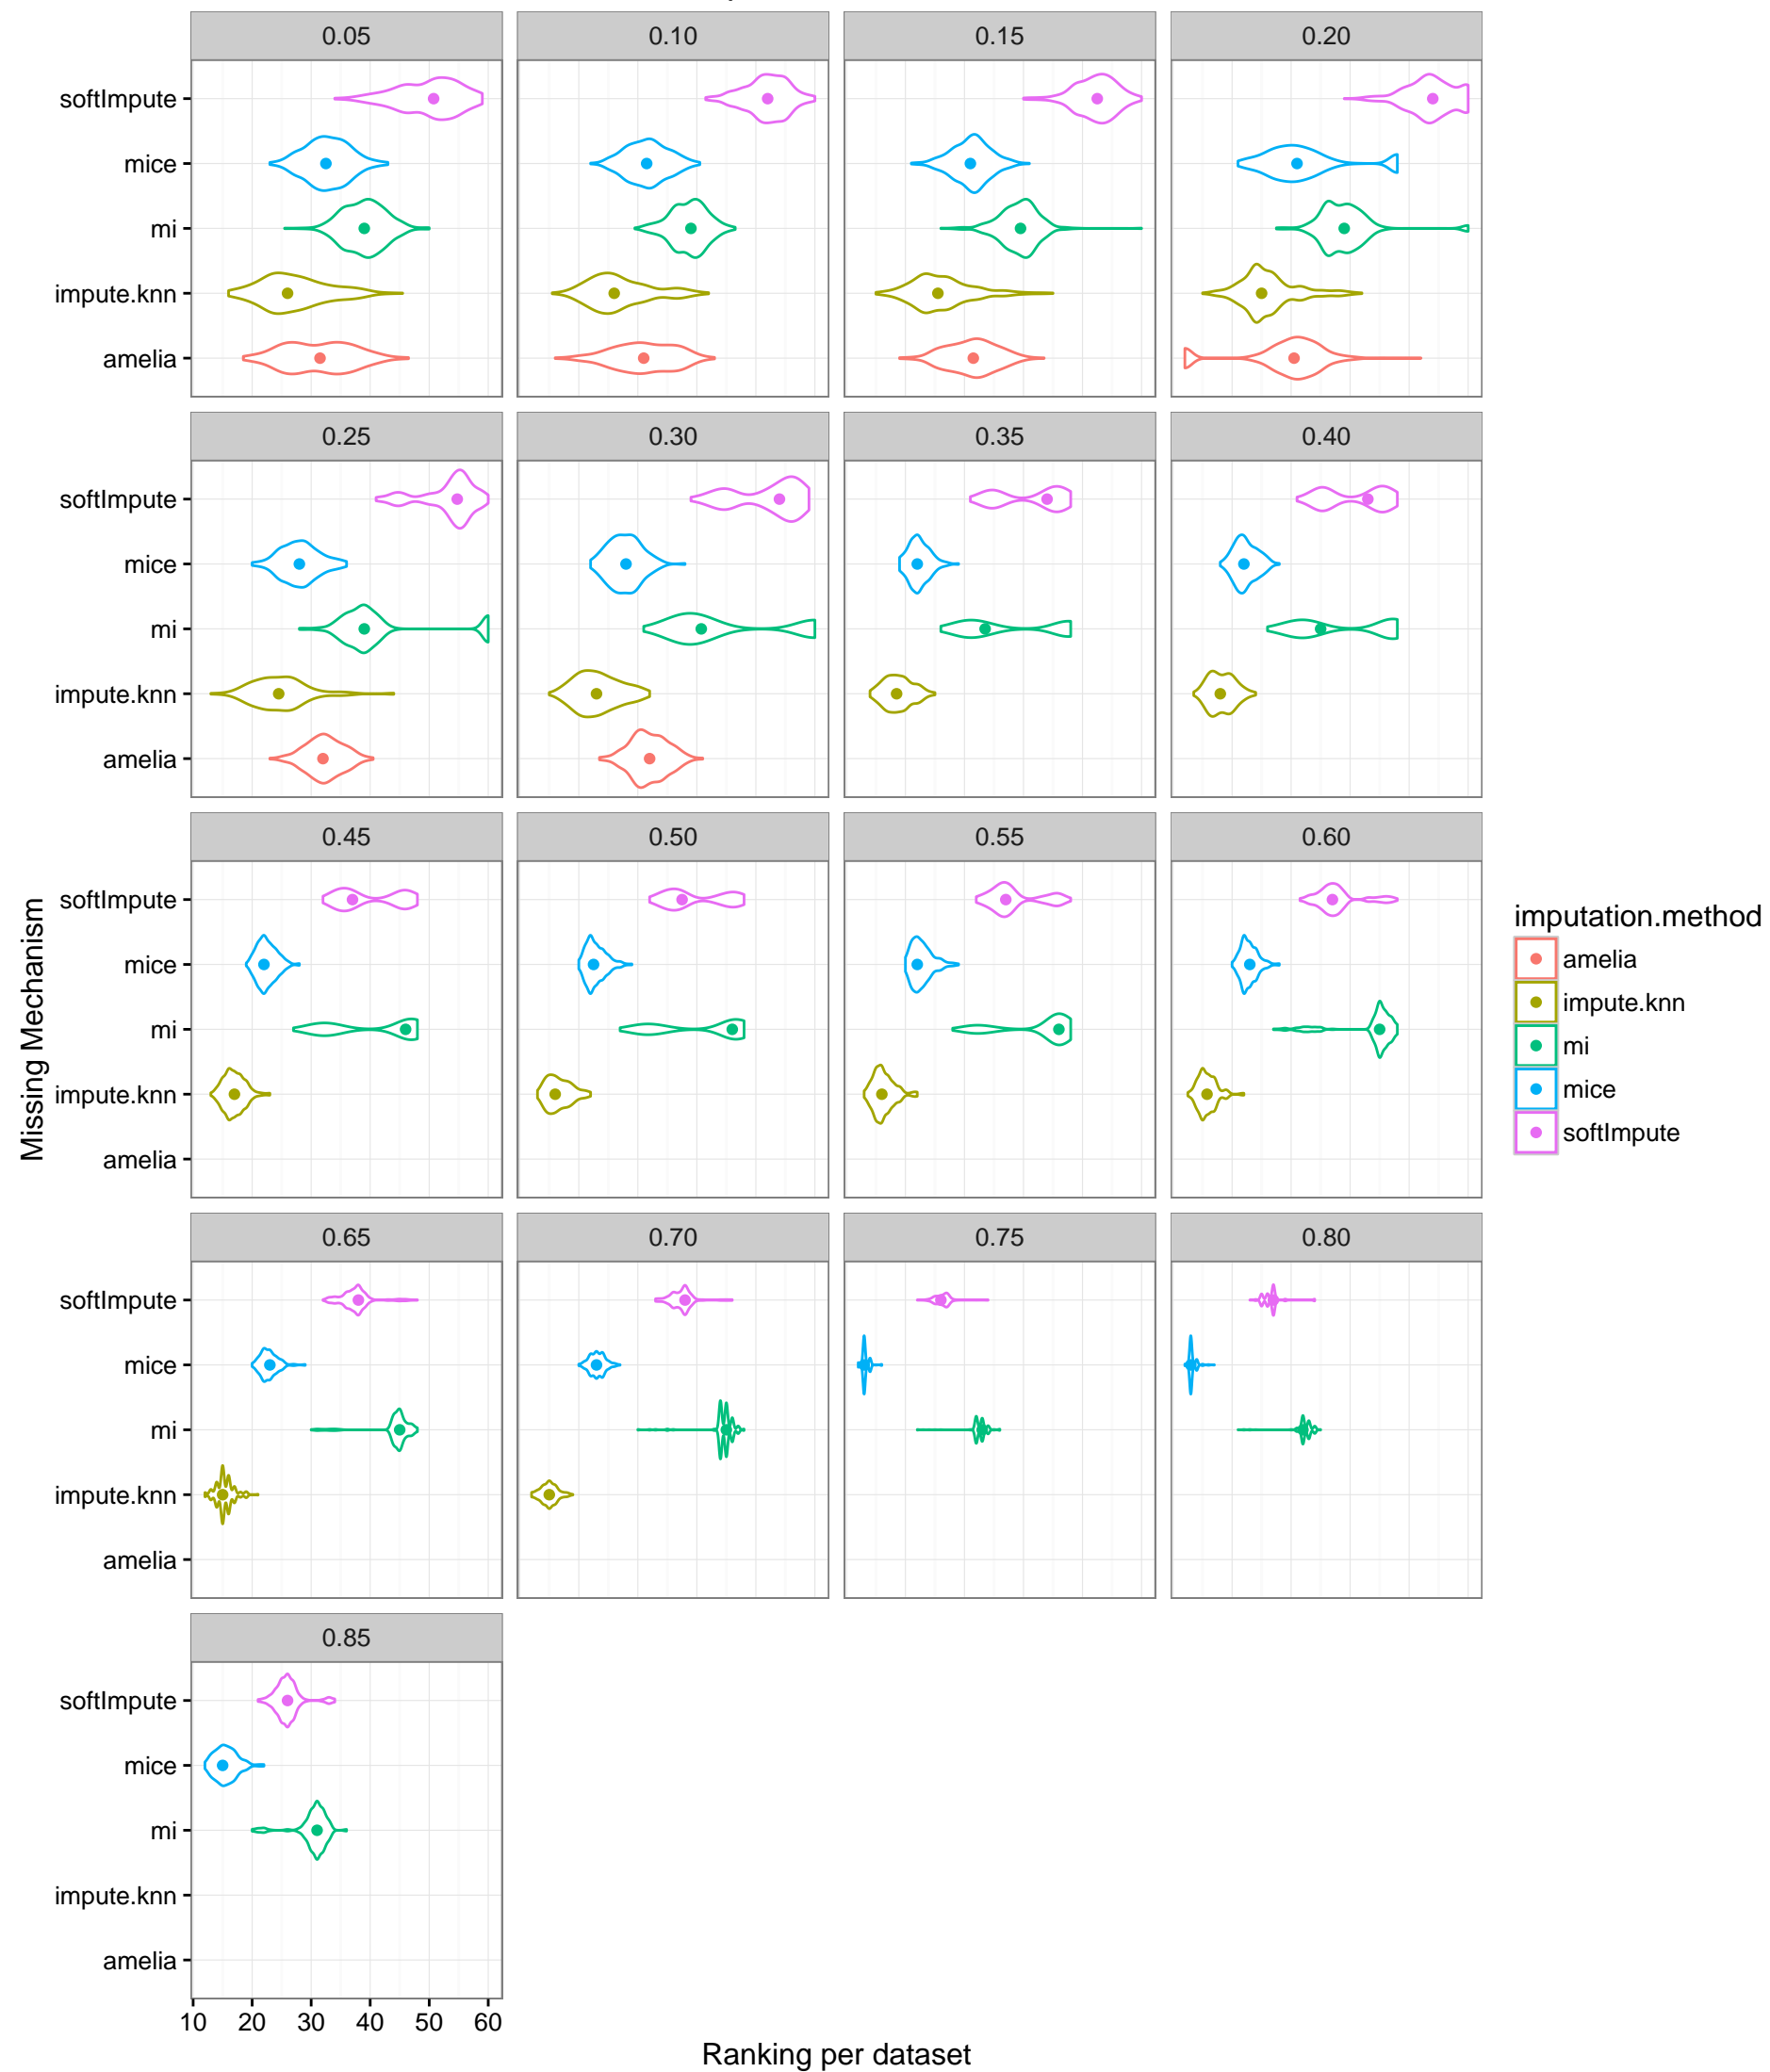 0.05 0.10 0.15 0.20
softImpute
mice
mi
impute.knn
amelia
0.25 0.30 0.35 0.40
softImpute
mice
mi
impute.knn
amelia
0.45 0.50 0.55 0.60
softImpute
mice
mi
impute.knn
amelia
0.65 0.70 0.75 0.80
softImpute
mice
mi
impute.knn
amelia
0.85
softImpute
mice
mi
impute.knn
amelia
10 20 30 40 50 60
Ranking per dataset
Missing Mechanism
imputation.method
amelia
impute.knn
mi
mice
softImpute